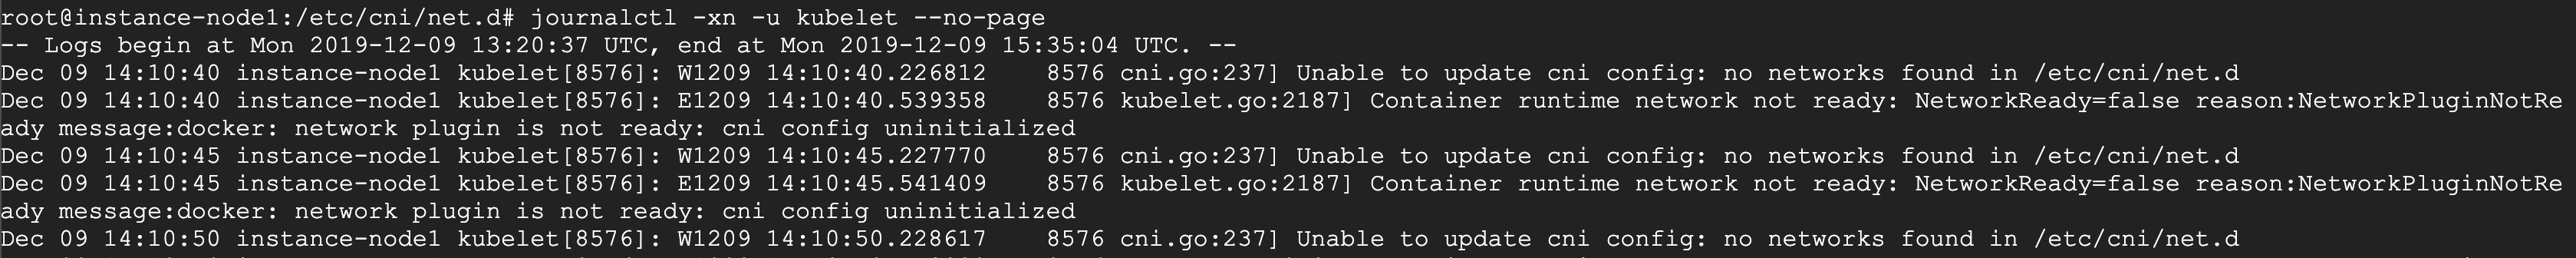 root@instance-node1:/etc/cni/net.d# journalctl -xn -u kubelet --no-page
-- Logs begin at Mon 2019-12-09 13:20:37 UTC, end at Mon 2019-12-09 15:35:04 UTC. --
Dec 09 14:10:40 instance-node1 kubelet[8576]: W1209 14:10:40.226812    8576 cni.go:237] Unable to update cni config: no networks found in /etc/cni/net.d
Dec 09 14:10:40 instance-node1 kubelet[8576]: E1209 14:10:40.539358    8576 kubelet.go:2187] Container runtime network not ready: NetworkReady=false reason:NetworkPluginNotRe
ady message:docker: network plugin is not ready: cni config uninitialized
Dec 09 14:10:45 instance-node1 kubelet[8576]: W1209 14:10:45.227770    8576 cni.go:237] Unable to update cni config: no networks found in /etc/cni/net.d
Dec 09 14:10:45 instance-node1 kubelet[8576]: E1209 14:10:45.541409    8576 kubelet.go:2187] Container runtime network not ready: NetworkReady=false reason:NetworkPluginNotRe
ady message:docker: network plugin is not ready: cni config uninitialized
Dec 09 14:10:50 instance-node1 kubelet[8576]: W1209 14:10:50.228617    8576 cni.go:237] Unable to update cni config: no networks found in /etc/cni/net.d